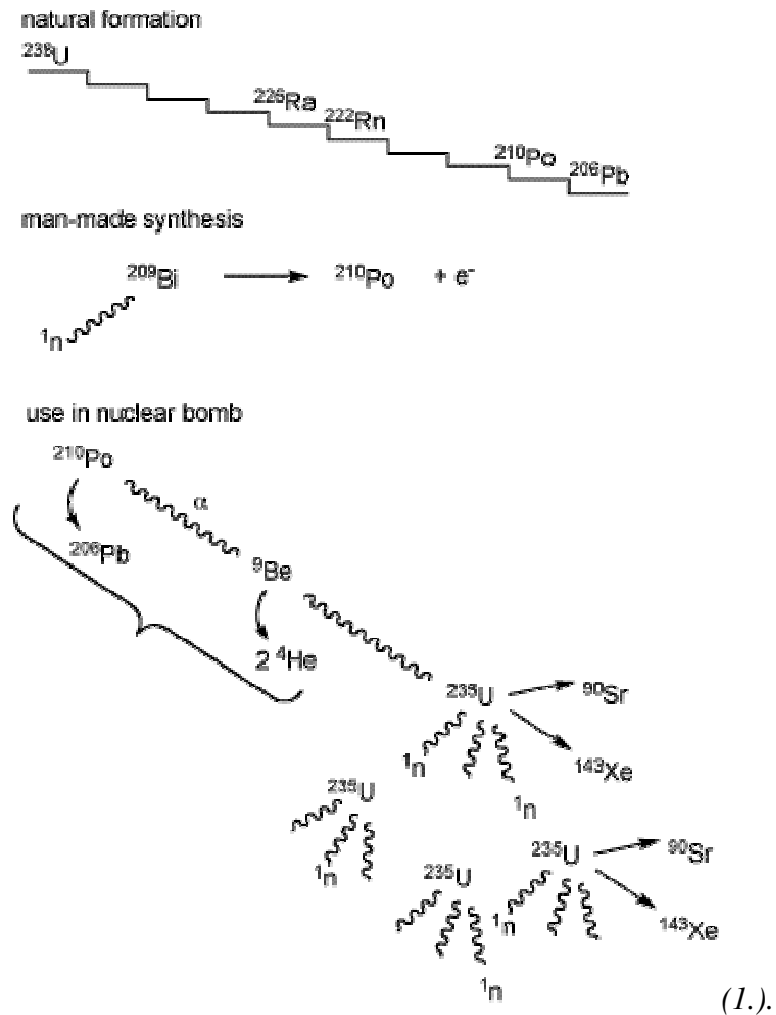 natural formation
²³⁸U
²²⁶Ra
²²²Rn
²¹⁰Po
²⁰⁶Pb
man-made synthesis
²⁰⁹Bi ²¹⁰Po + e⁻
¹n
use in nuclear bomb
²¹⁰Po
α
²⁰⁶Pb
⁹Be
2 ⁴He
²³⁵U
⁹⁰Sr
¹n
¹⁴³Xe
²³⁵U
¹n
²³⁵U
⁹⁰Sr
¹n
²³⁵U
¹n
¹⁴³Xe
¹n
(1.).